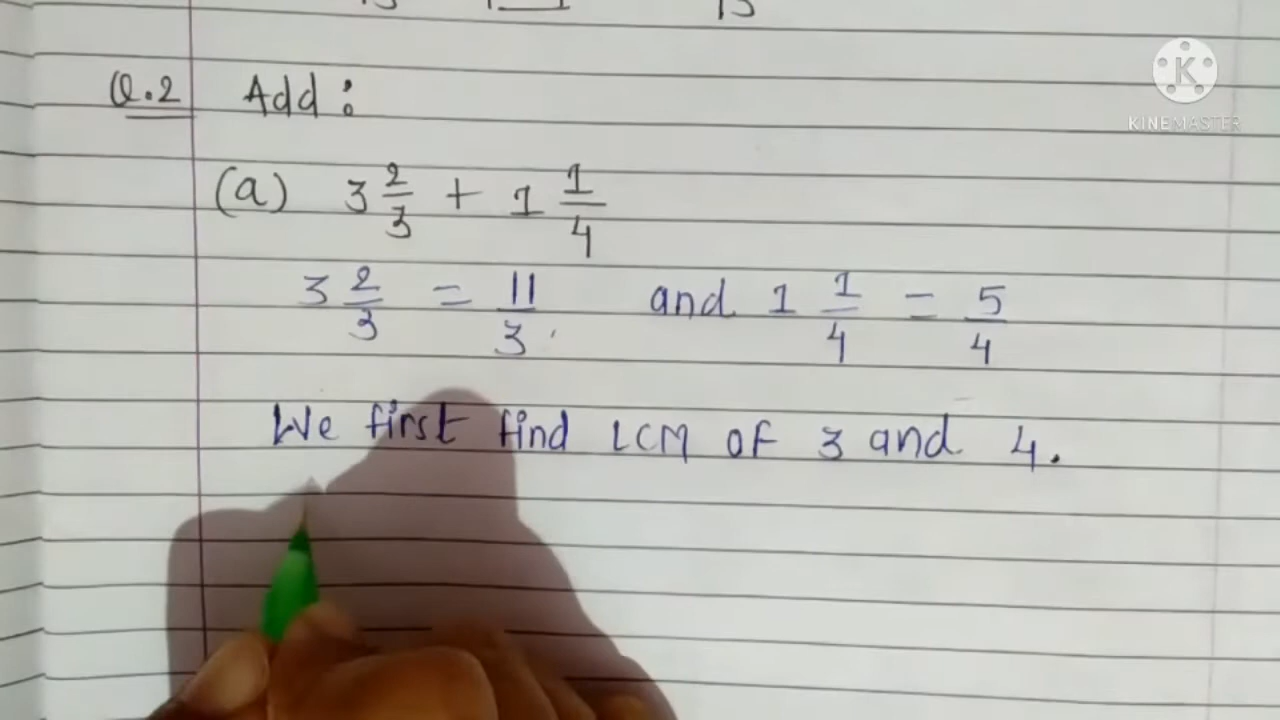 Q.2 Add :
(a) 3 2/3 + 1 1/4
3 2/3 = 11/3 and 1 1/4 = 5/4
We first find LCM of 3 and 4.
K
KINEMASTER